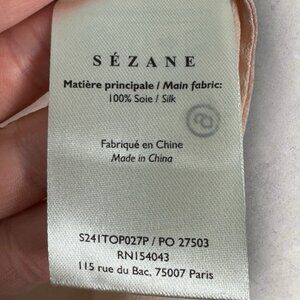 SÉZANE
Matière principale / Main fabric:
100% Soie / Silk
Fabriqué en Chine
Made in China
S241TOP027P / PO 27503
RN154043
115 rue du Bac, 75007 Paris